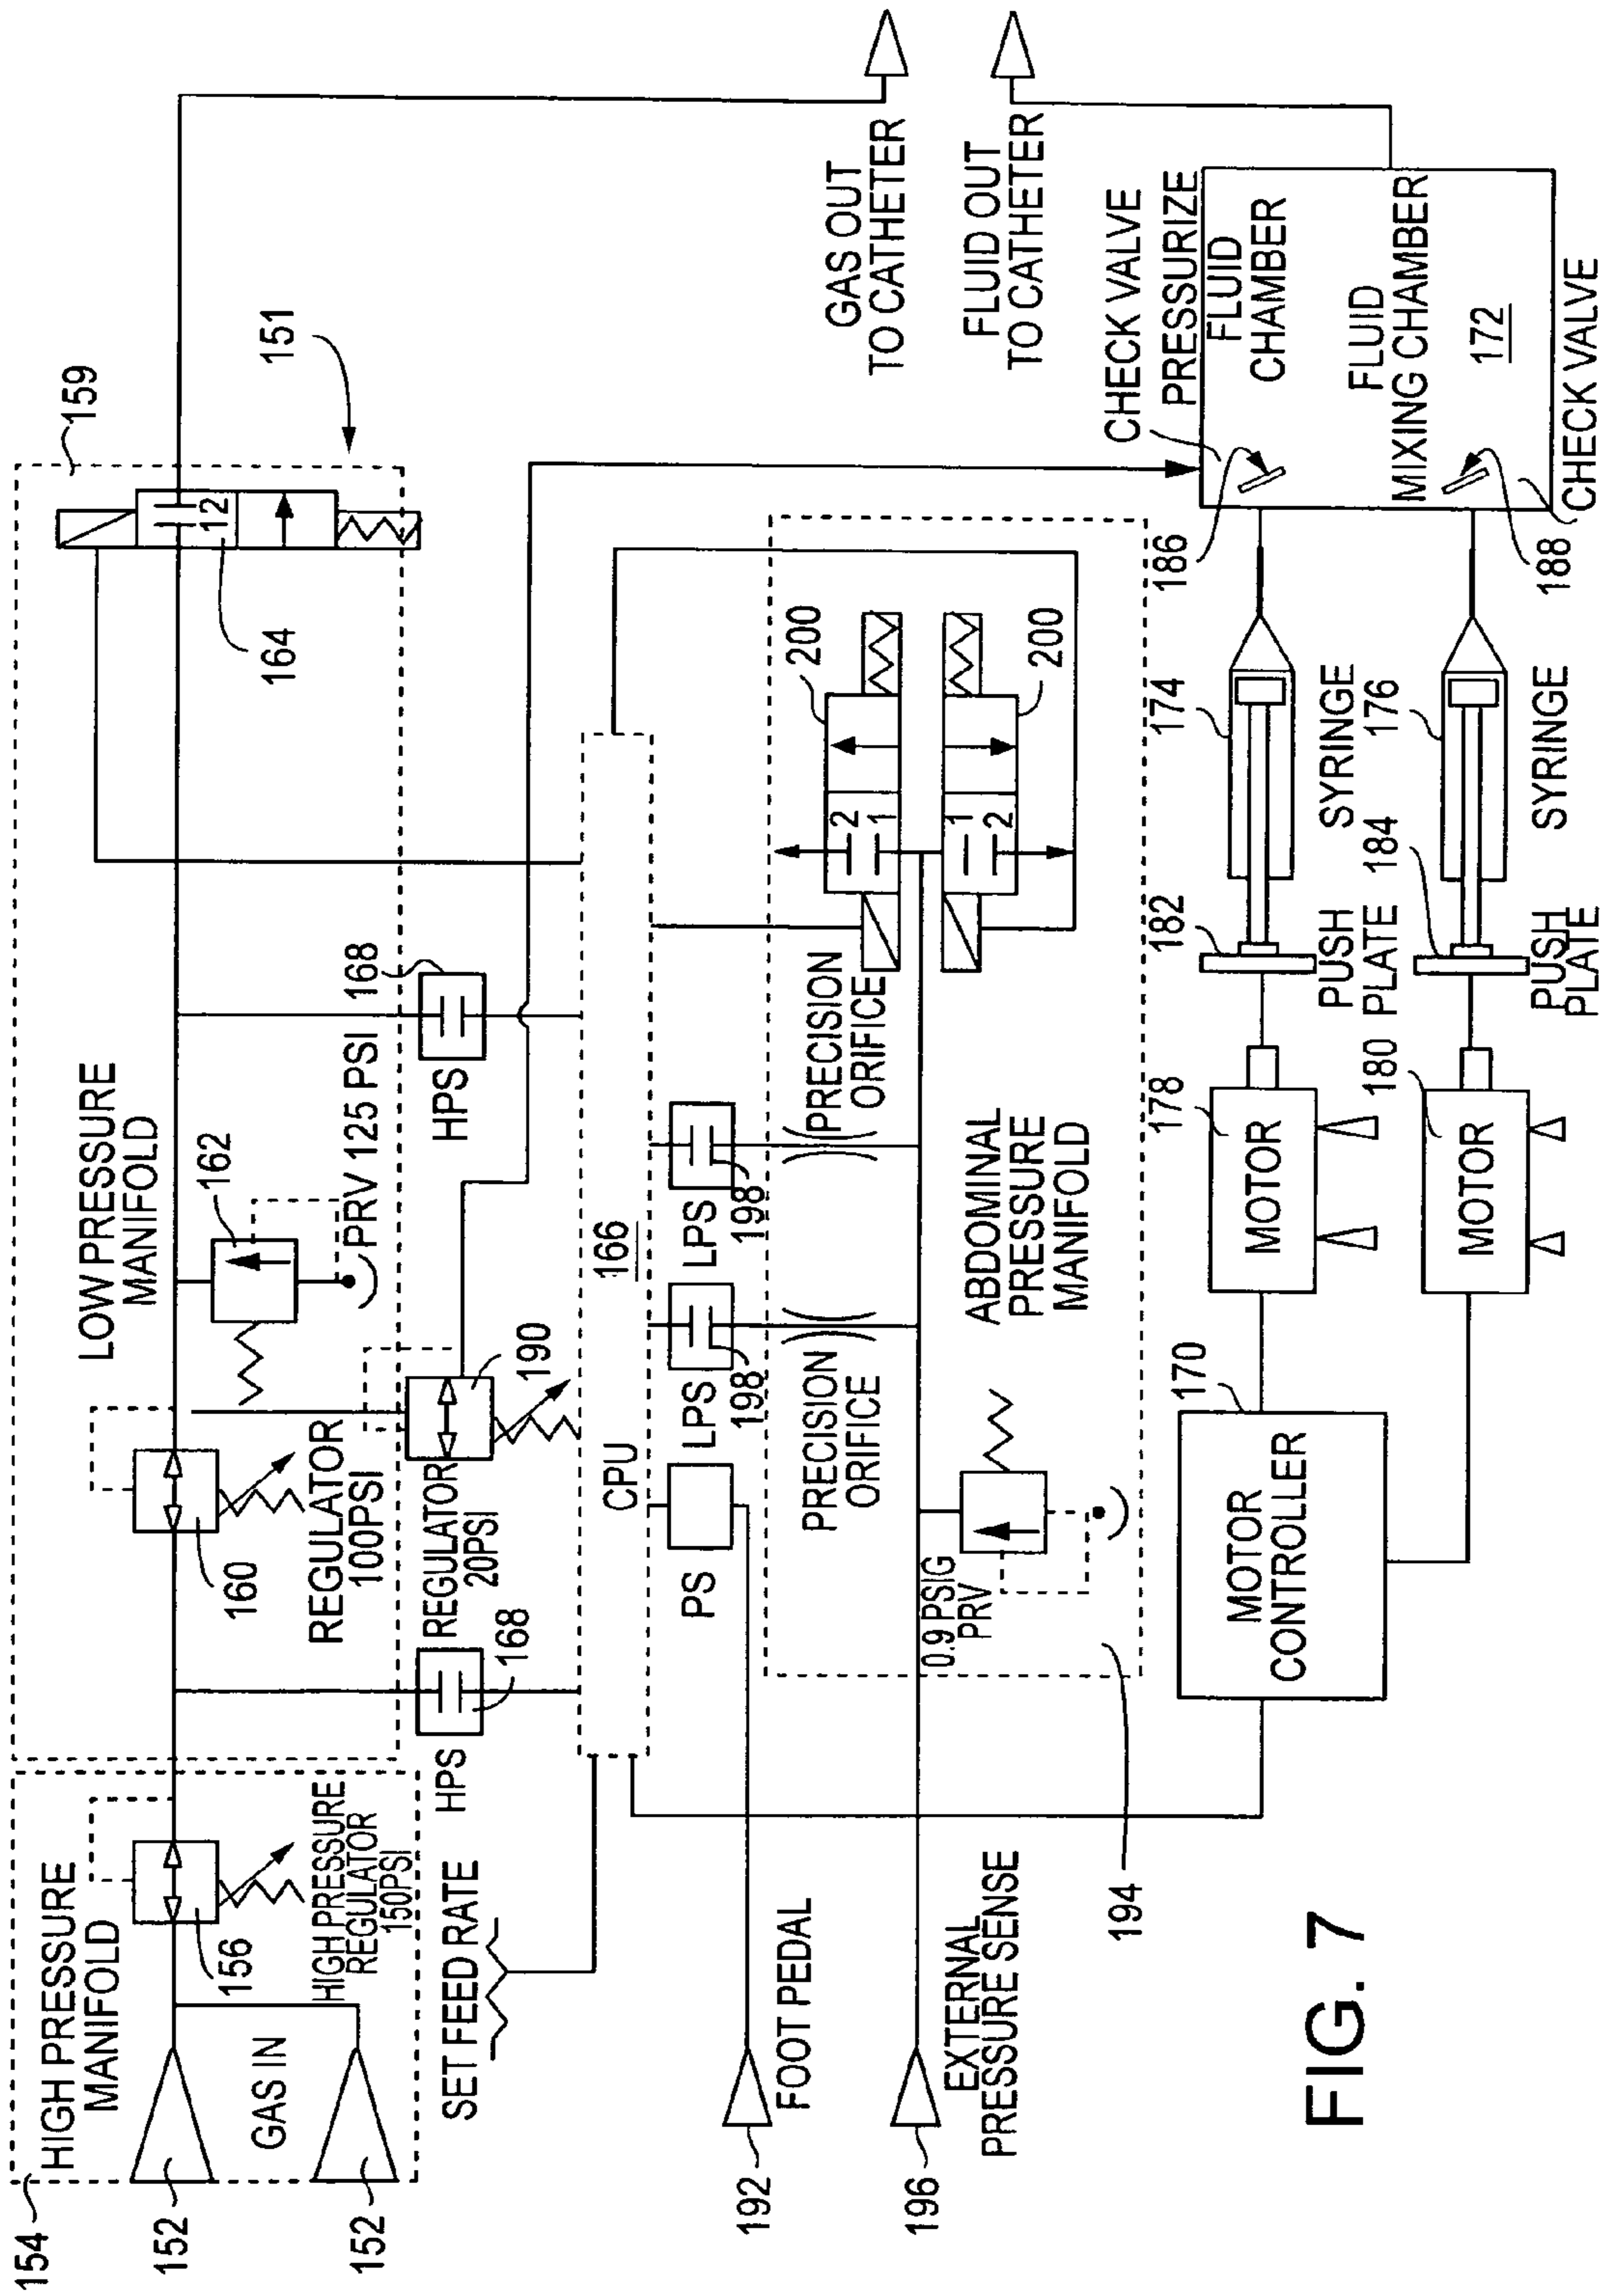 154
HIGH PRESSURE
MANIFOLD
152
GAS IN
152
156
HIGH PRESSURE
REGULATOR
150PSI
LOW PRESSURE
MANIFOLD
160
REGULATOR
100PSI
162
PRV 125 PSI
159
151
12
164
HPS
168
HPS
168
REGULATOR
20PSI
190
SET FEED RATE
CPU
166
PS
LPS
198
LPS
198
192
FOOT PEDAL
196
EXTERNAL
PRESSURE SENSE
194
0.9 PSIG
PRV
PRECISION
ORIFICE
PRECISION
ORIFICE
ABDOMINAL
PRESSURE
MANIFOLD
2
1
200
1
2
200
GAS OUT
TO CATHETER
FLUID OUT
TO CATHETER
CHECK VALVE
PRESSURIZE
FLUID
CHAMBER
FLUID
MIXING CHAMBER
172
CHECK VALVE
186
188
MOTOR
CONTROLLER
170
MOTOR
178
MOTOR
180
182
PUSH
PLATE
184
PUSH
PLATE
174
SYRINGE
176
SYRINGE
FIG. 7